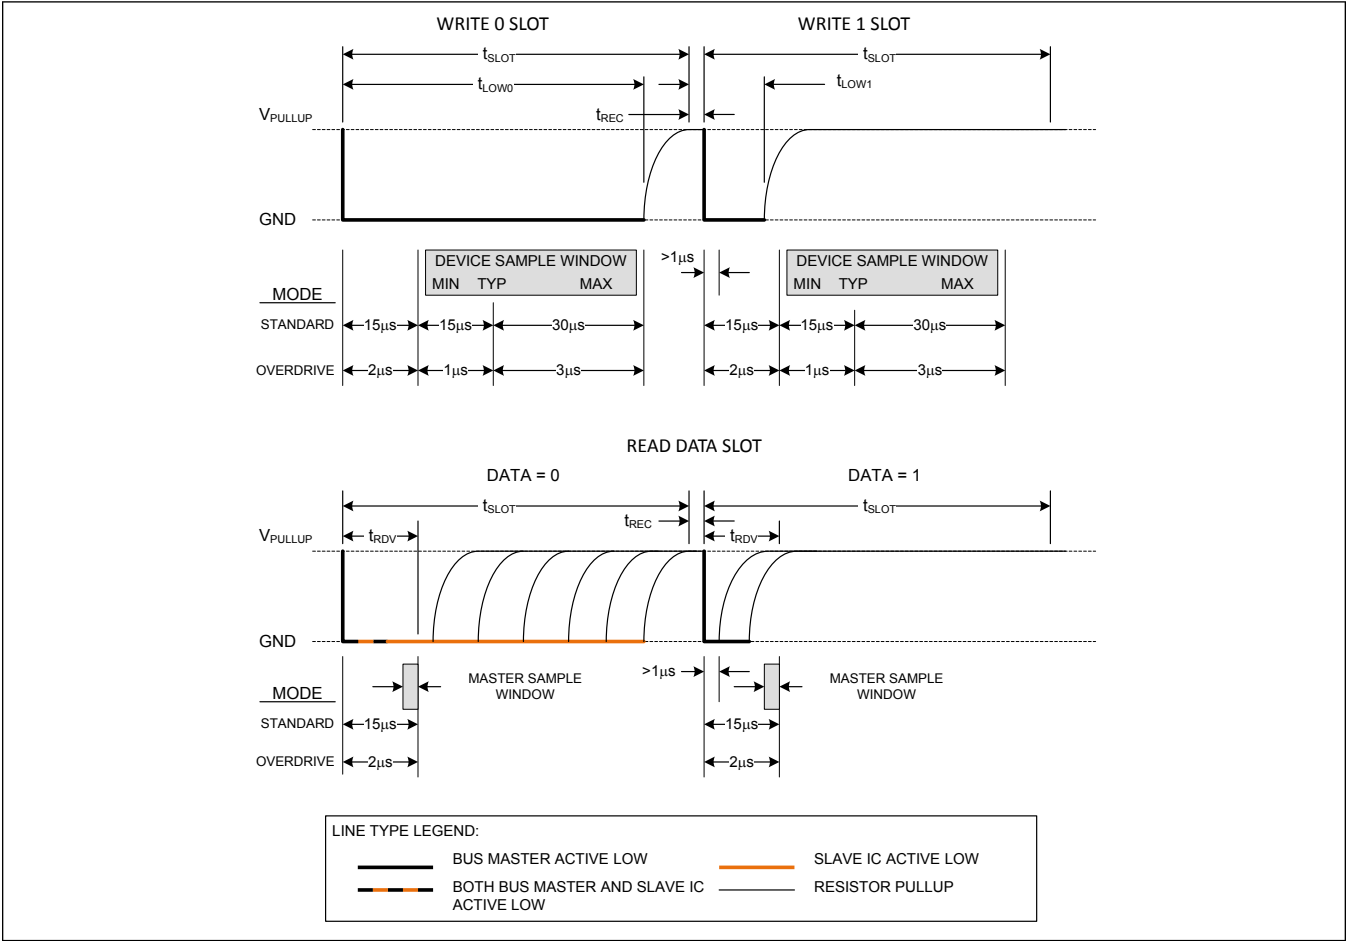 WRITE 0 SLOT WRITE 1 SLOT
tSLOT tSLOT
tLOW0 tLOW1
VPULLUP tREC
GND
DEVICE SAMPLE WINDOW >1μs DEVICE SAMPLE WINDOW
MIN TYP MAX MIN TYP MAX
MODE
STANDARD 15μs 15μs 30μs 15μs 15μs 30μs
OVERDRIVE 2μs 1μs 3μs 2μs 1μs 3μs
READ DATA SLOT
DATA = 0 DATA = 1
tSLOT tSLOT
tREC
VPULLUP tRDV tRDV
GND
MASTER SAMPLE >1μs MASTER SAMPLE
WINDOW WINDOW
MODE
STANDARD 15μs 15μs
OVERDRIVE 2μs 2μs
LINE TYPE LEGEND:
BUS MASTER ACTIVE LOW SLAVE IC ACTIVE LOW
BOTH BUS MASTER AND SLAVE IC RESISTOR PULLUP
ACTIVE LOW